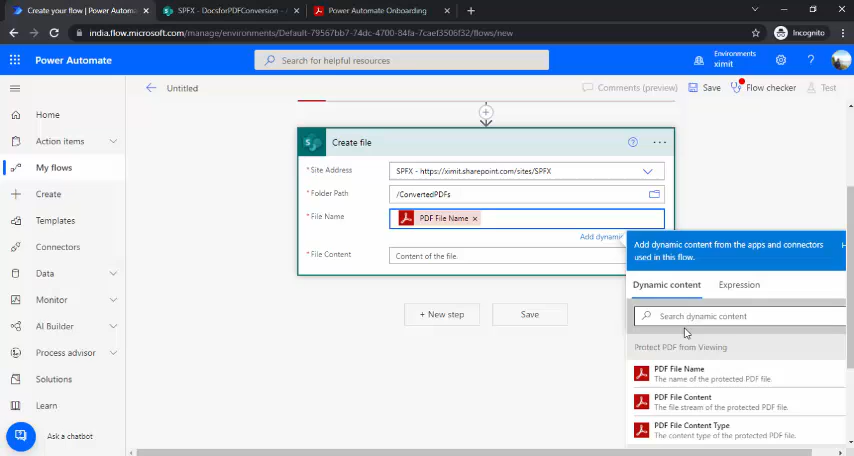 Create your flow | Power Automa
SPFX - DocsforPDFConversion - A
Power Automate Onboarding
india.flow.microsoft.com/manage/environments/Default-79567bb7-74dc-4700-84fa-7caef3506f32/flows/new
Incognito
Power Automate
Search for helpful resources
Environments
ximit
Untitled
Comments (preview)
Save
Flow checker
Test
Home
Action items
My flows
Create
Templates
Connectors
Data
Monitor
AI Builder
Process advisor
Solutions
Learn
Ask a chatbot
Create file
* Site Address
SPFX - https://ximit.sharepoint.com/sites/SPFX
* Folder Path
/ConvertedPDFs
* File Name
PDF File Name ×
Add dynamic
* File Content
Content of the file.
+ New step
Save
Add dynamic content from the apps and connectors
used in this flow.
H
Dynamic content
Expression
Search dynamic content
Protect PDF from Viewing
PDF File Name
The name of the protected PDF file.
PDF File Content
The file stream of the protected PDF file.
PDF File Content Type
The content type of the protected PDF file.